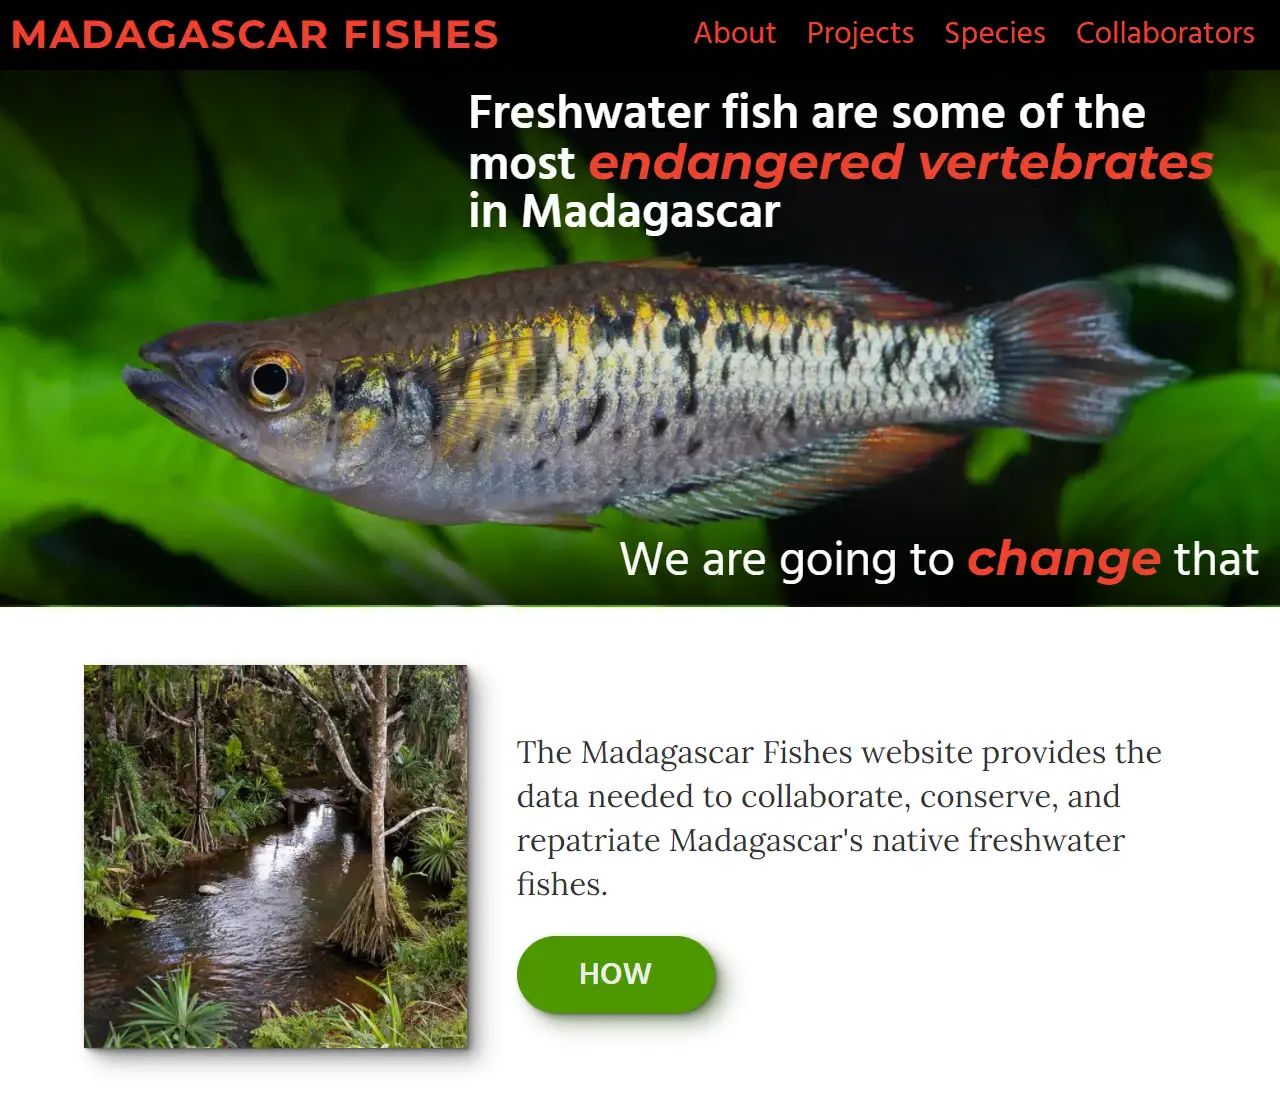 MADAGASCAR FISHES
About Projects Species Collaborators
Freshwater fish are some of the
most endangered vertebrates
in Madagascar
We are going to change that
The Madagascar Fishes website provides the
data needed to collaborate, conserve, and
repatriate Madagascar's native freshwater
fishes.
HOW